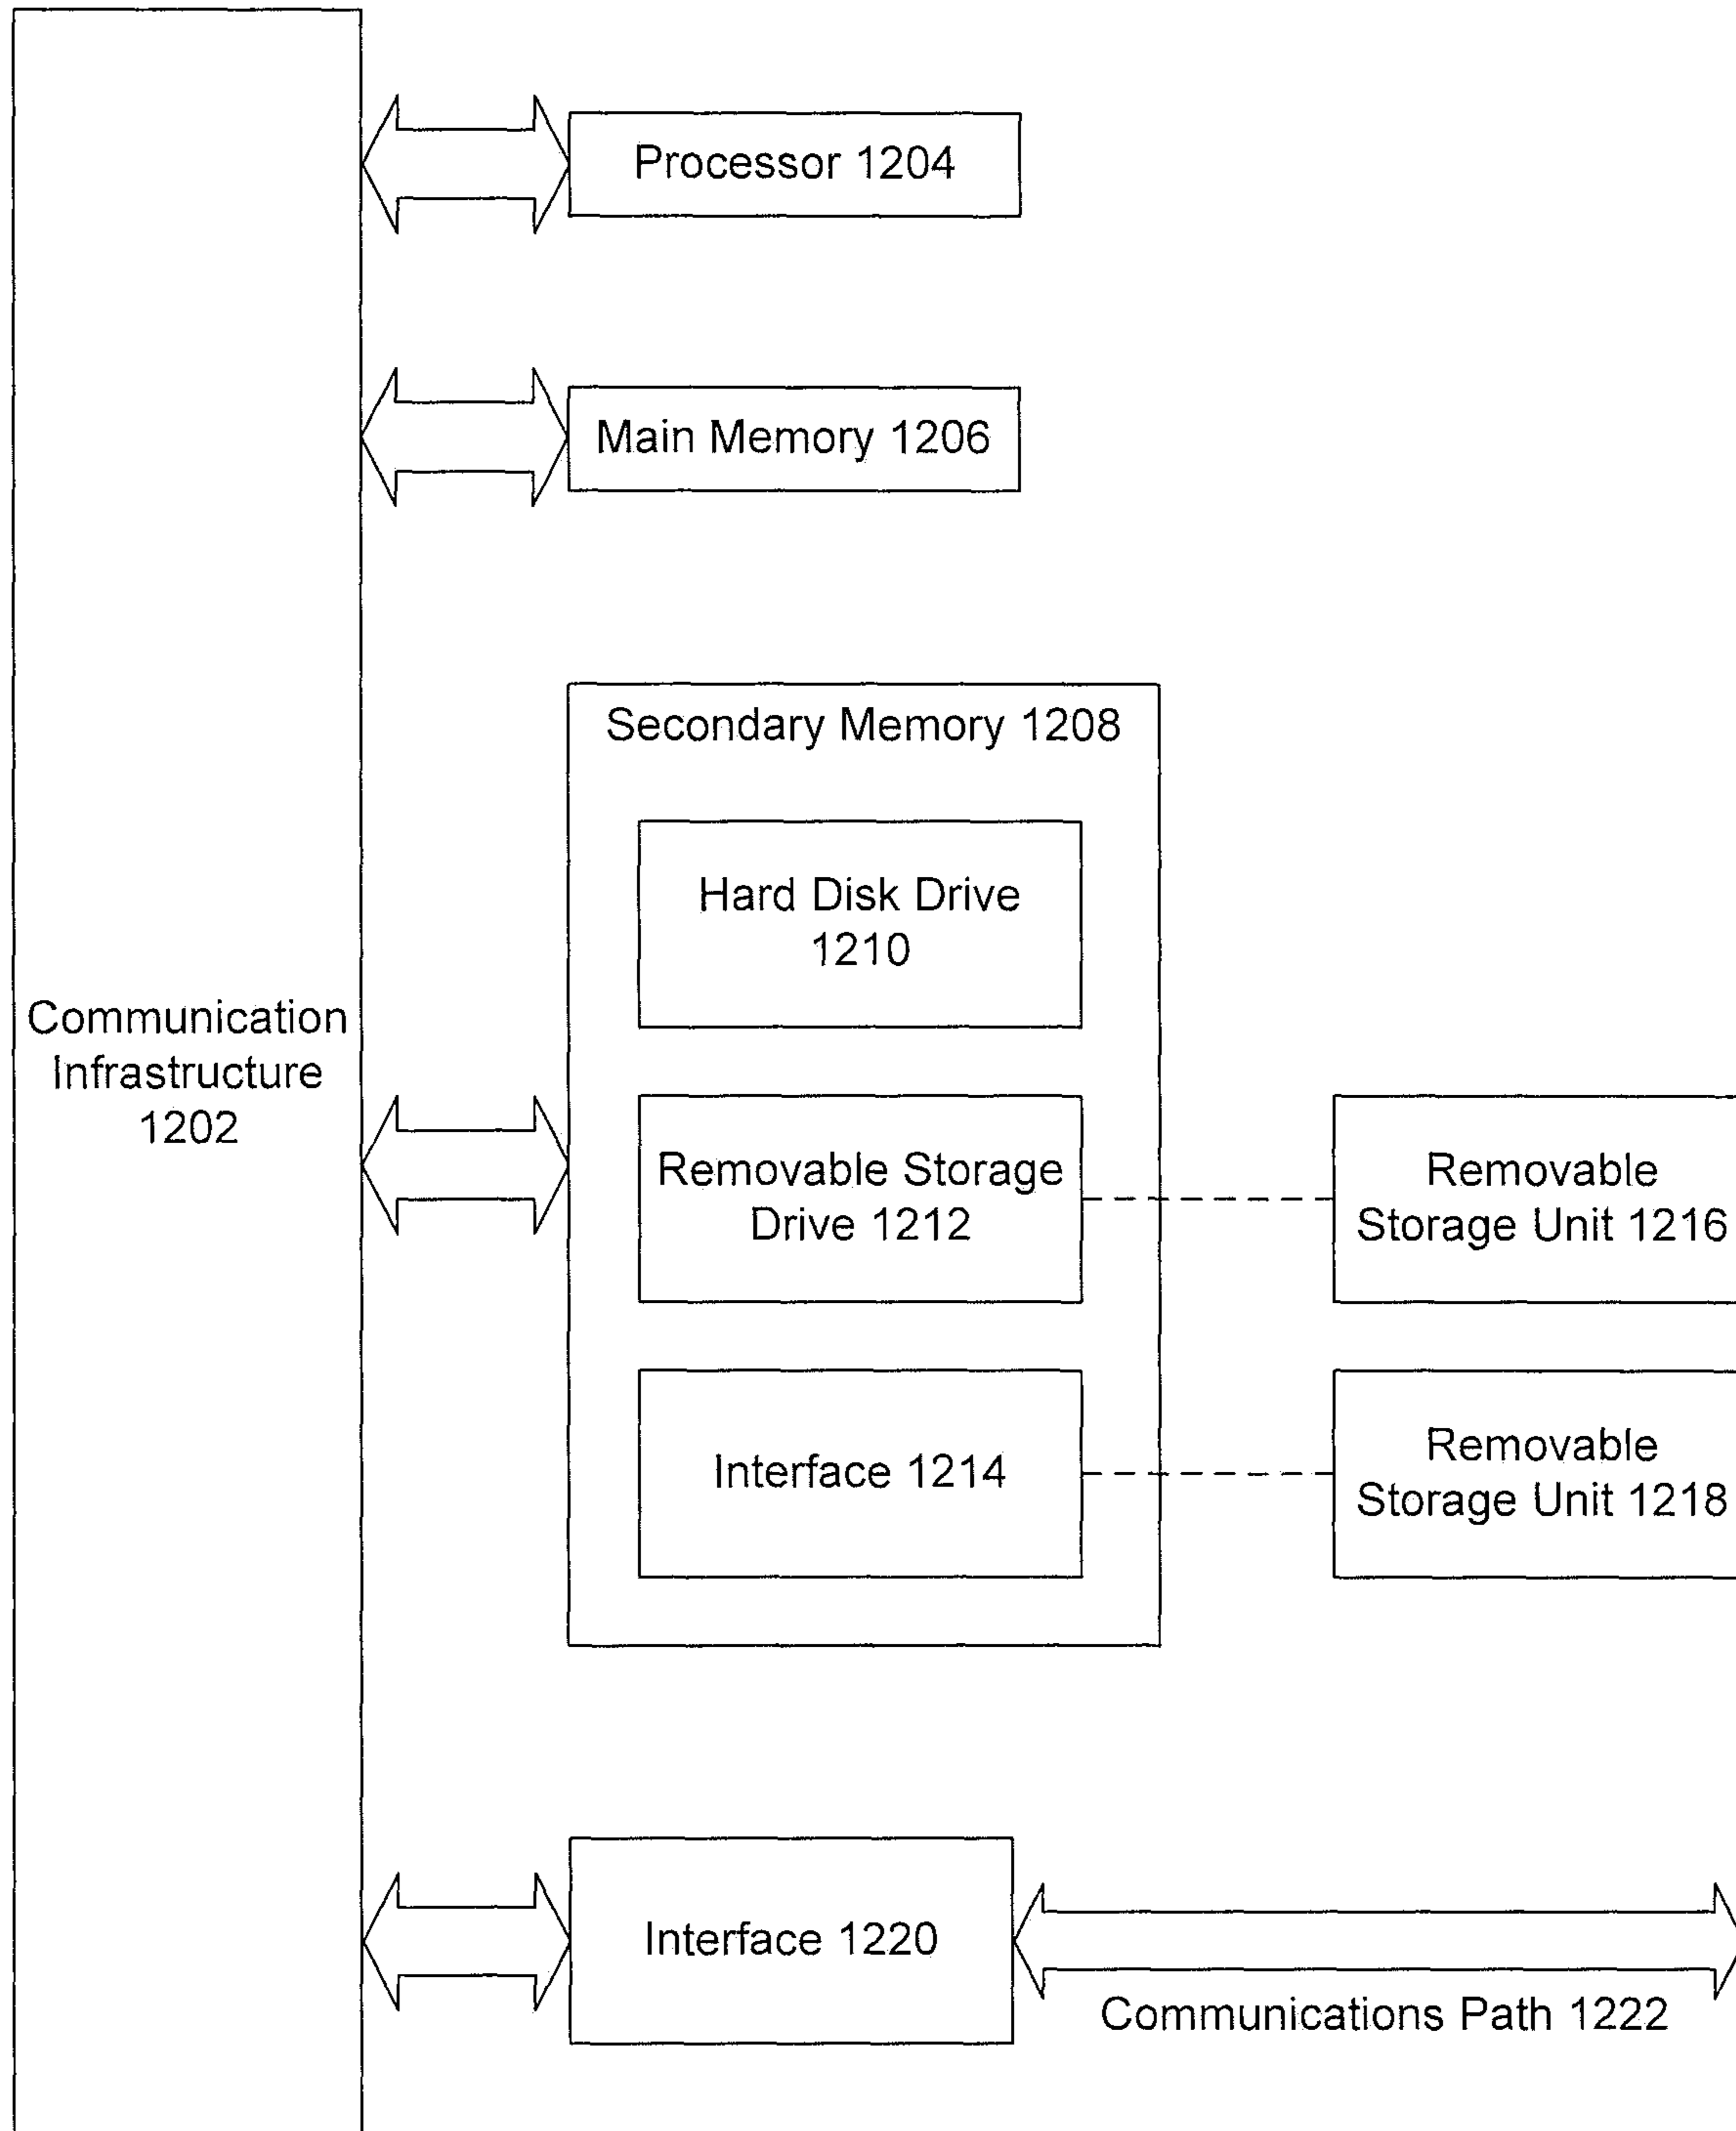 Processor 1204
Main Memory 1206
Secondary Memory 1208
Hard Disk Drive
1210
Communication
Infrastructure
1202
Removable Storage
Drive 1212
Removable
Storage Unit 1216
Interface 1214
Removable
Storage Unit 1218
Interface 1220
Communications Path 1222